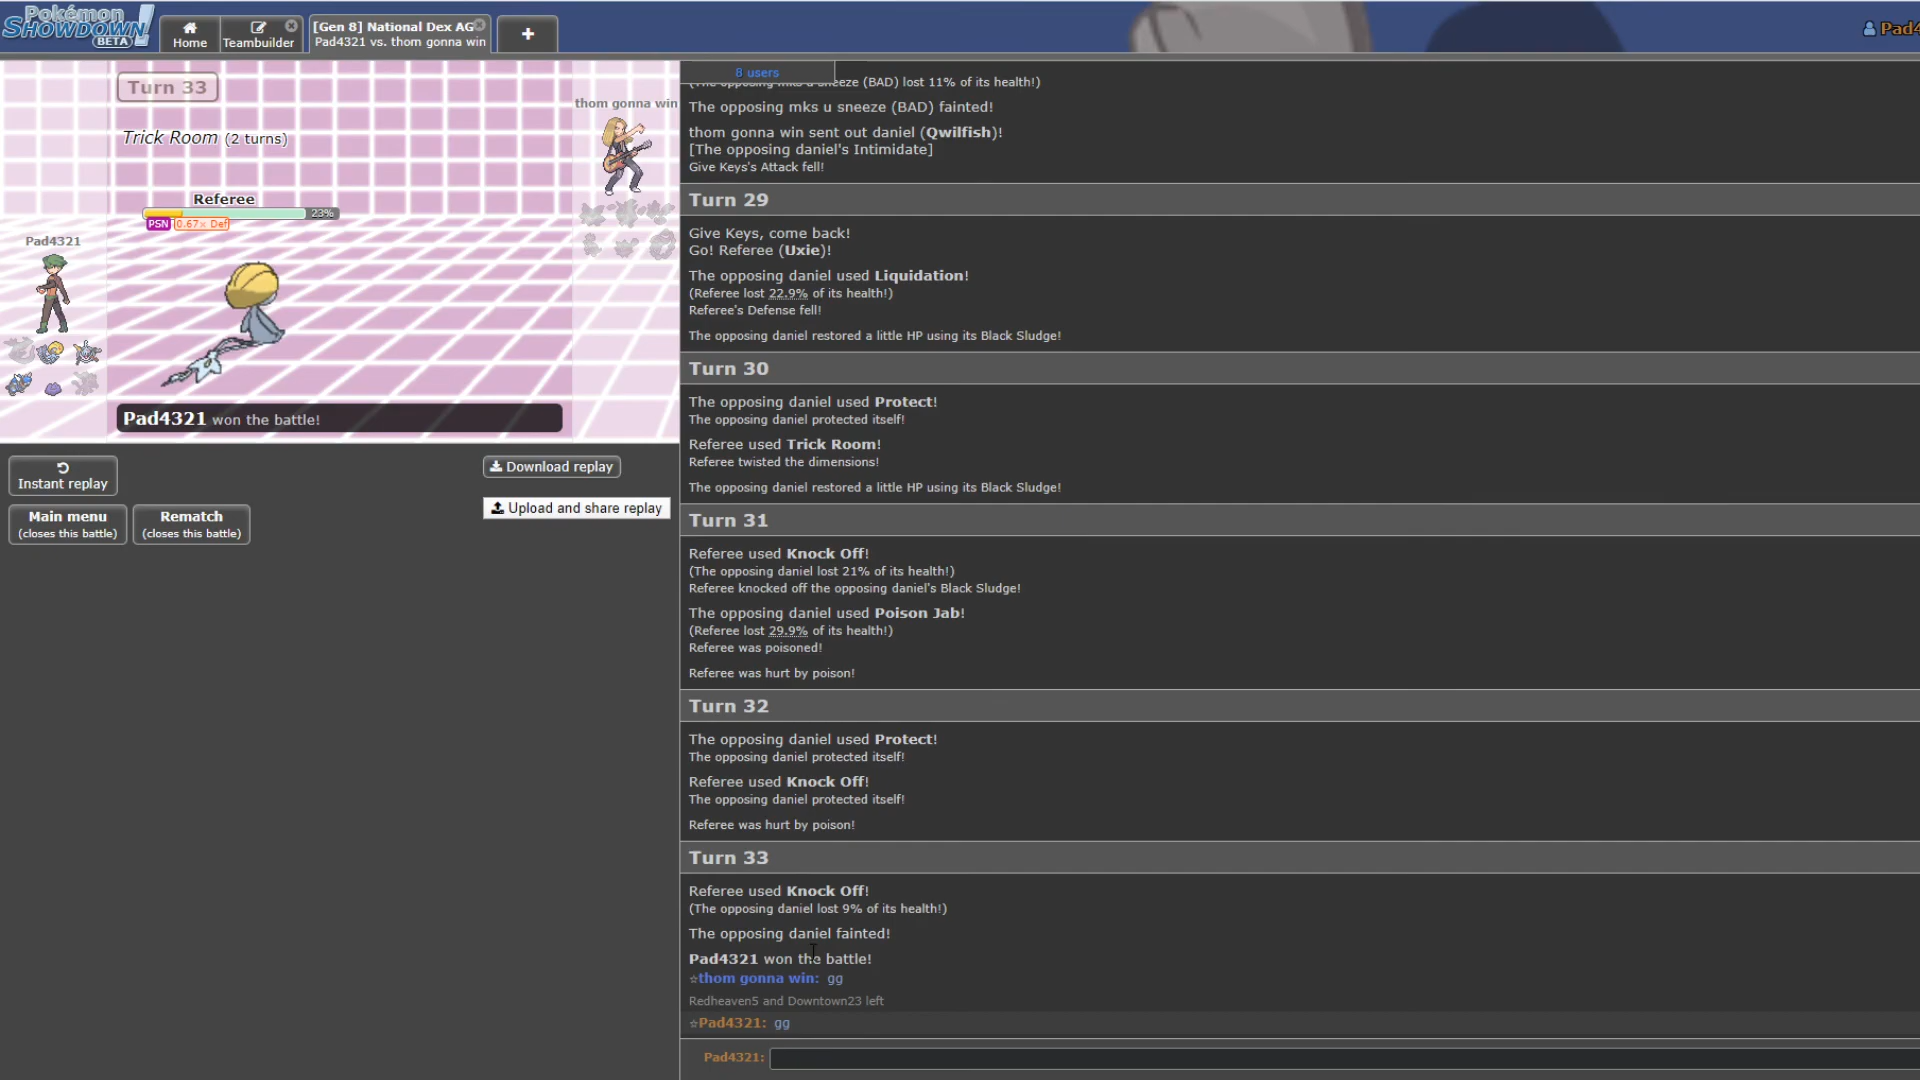 Pokémon
SHOWDOWN!
BETA
Home
Teambuilder
[Gen 8] National Dex AG
Pad4321 vs. thom gonna win
+
Turn 33
Trick Room (2 turns)
thom gonna win
Referee
23%
PSN 0.67× Def
Pad4321
Pad4321 won the battle!
Instant replay
Download replay
Upload and share replay
Main menu
(closes this battle)
Rematch
(closes this battle)
8 users
The opposing mks u sneeze (BAD) fainted!
thom gonna win sent out daniel (Qwilfish)!
[The opposing daniel's Intimidate]
Give Keys's Attack fell!
Turn 29
Give Keys, come back!
Go! Referee (Uxie)!
The opposing daniel used Liquidation!
(Referee lost 22.9% of its health!)
Referee's Defense fell!
The opposing daniel restored a little HP using its Black Sludge!
Turn 30
The opposing daniel used Protect!
The opposing daniel protected itself!
Referee used Trick Room!
Referee twisted the dimensions!
The opposing daniel restored a little HP using its Black Sludge!
Turn 31
Referee used Knock Off!
(The opposing daniel lost 21% of its health!)
Referee knocked off the opposing daniel's Black Sludge!
The opposing daniel used Poison Jab!
(Referee lost 29.9% of its health!)
Referee was poisoned!
Referee was hurt by poison!
Turn 32
The opposing daniel used Protect!
The opposing daniel protected itself!
Referee used Knock Off!
The opposing daniel protected itself!
Referee was hurt by poison!
Turn 33
Referee used Knock Off!
(The opposing daniel lost 9% of its health!)
The opposing daniel fainted!
Pad4321 won the battle!
☆thom gonna win: gg
Redheaven5 and Downtown23 left
☆Pad4321: gg
Pad4321: